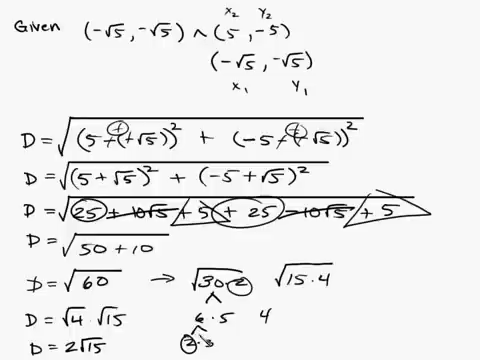 x₂ y₂
Given (-√5, -√5) ∧ (5, -5)
(-√5, -√5)
x₁ y₁
D = √(5 + (+√5))² + (-5 + (+√5))²
D = √(5 + √5)² + (-5 + √5)²
D = √25 + 10√5 + 5 + 25 - 10√5 + 5
D = √50 + 10
D = √60 → √30·2 √15·4
D = √4 · √15 6 · 5 4
D = 2√15 2 · 3